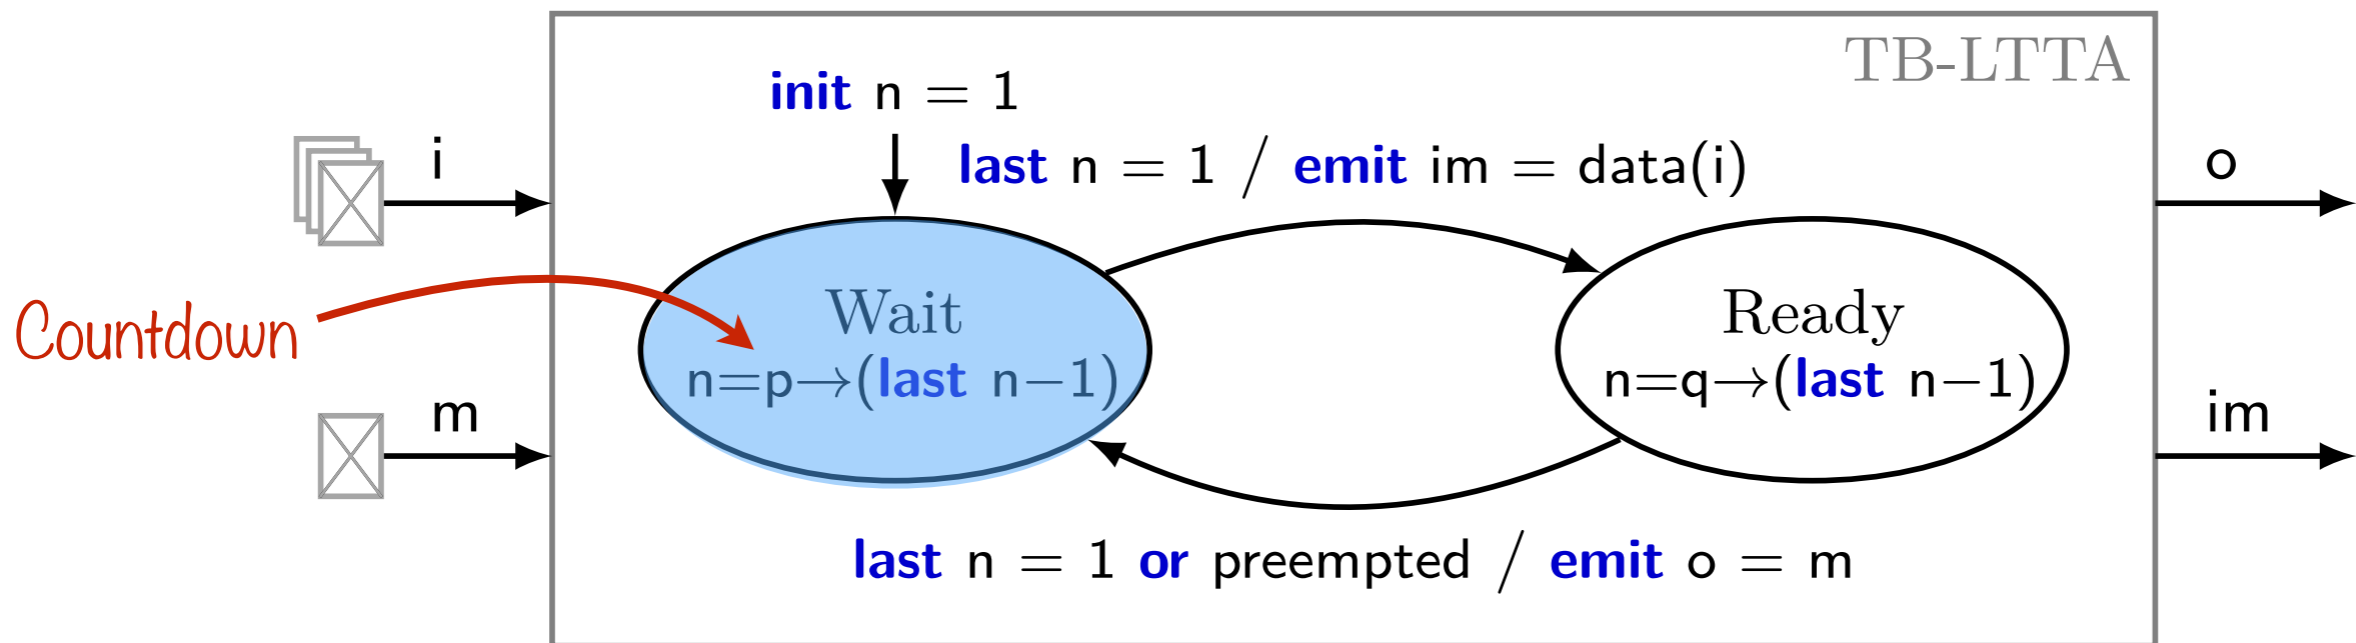 TB-LTTA
init n = 1
last n = 1 / emit im = data(i)
i
o
Countdown
Wait
n=p→(last n−1)
Ready
n=q→(last n−1)
m
im
last n = 1 or preempted / emit o = m